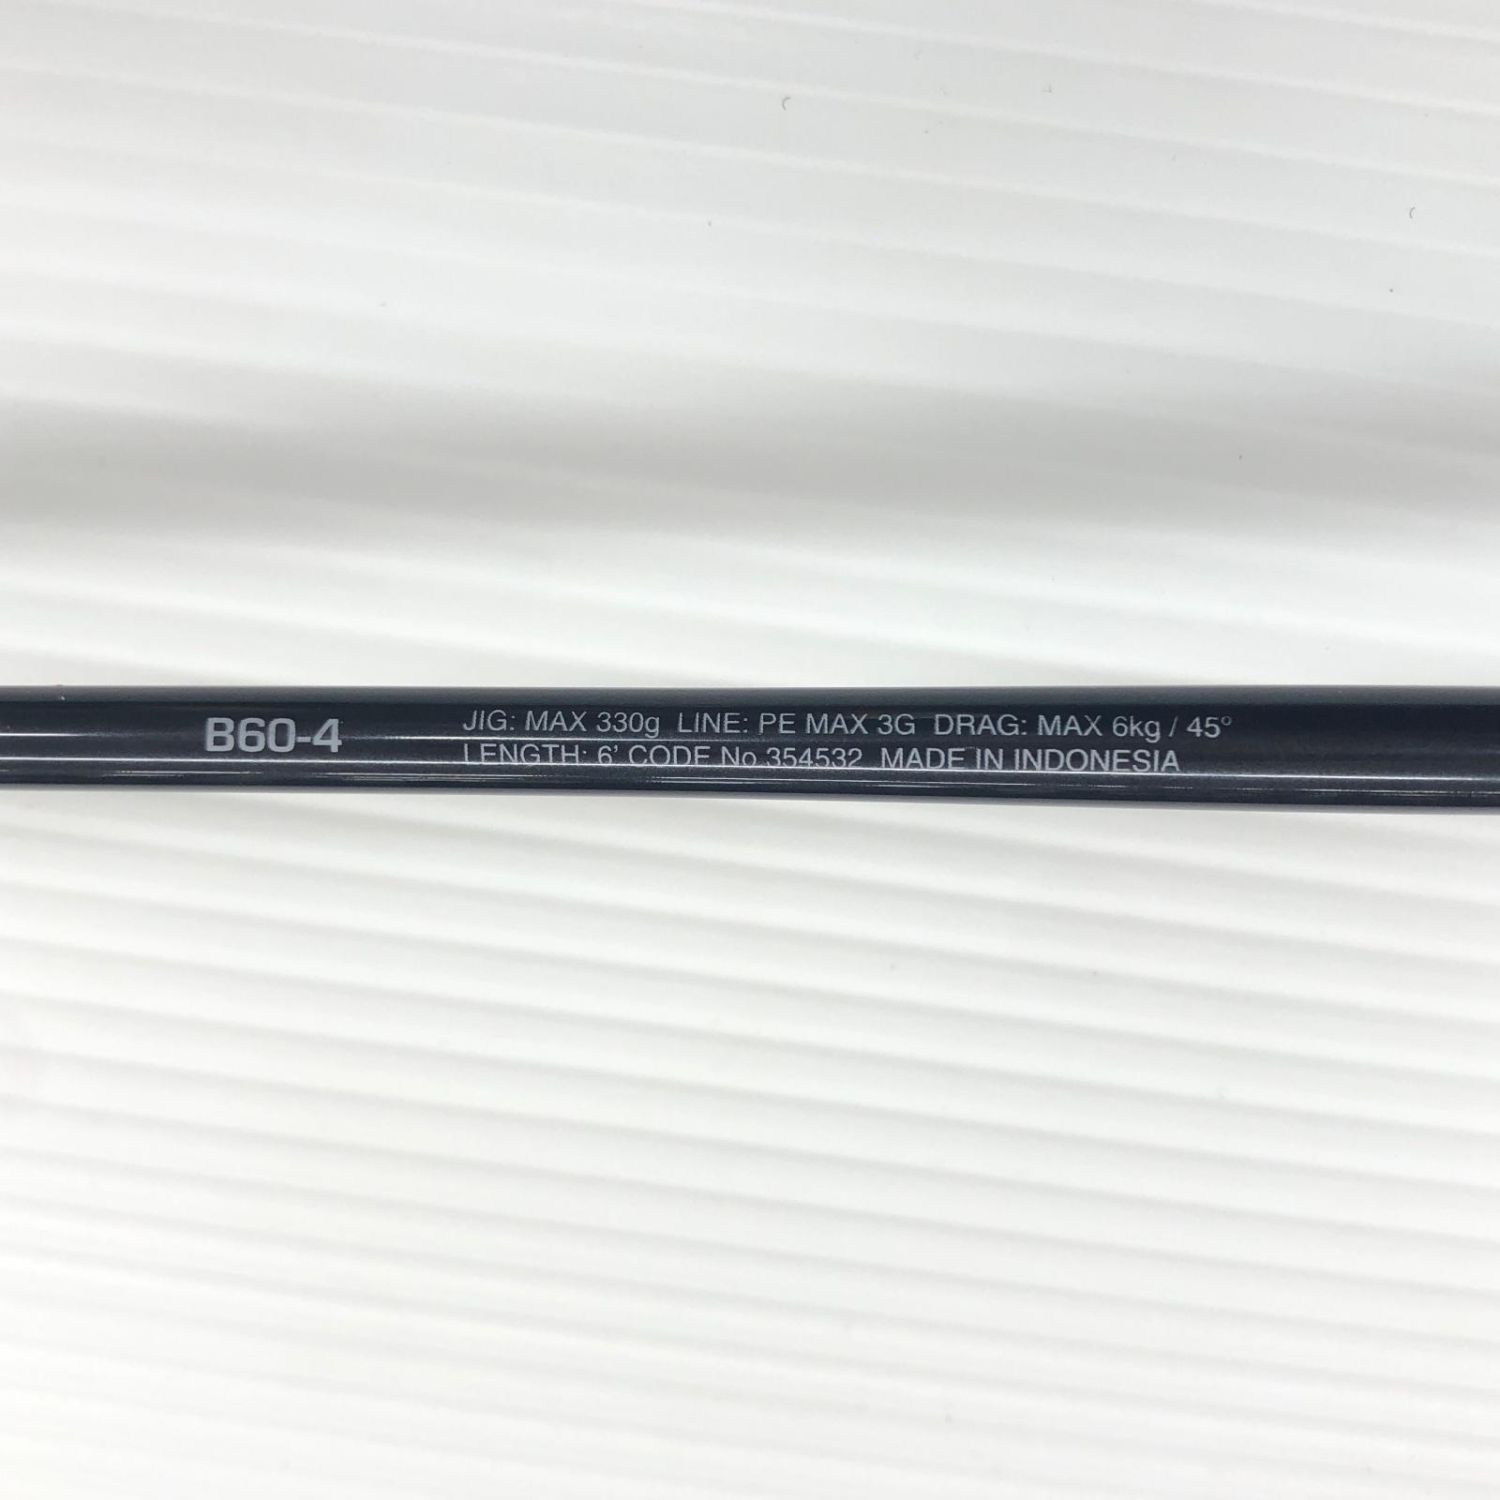 B60-4
JIG: MAX 330g LINE: PE MAX 3G DRAG: MAX 6kg / 45°
LENGTH: 6' CODE No.354532 MADE IN INDONESIA